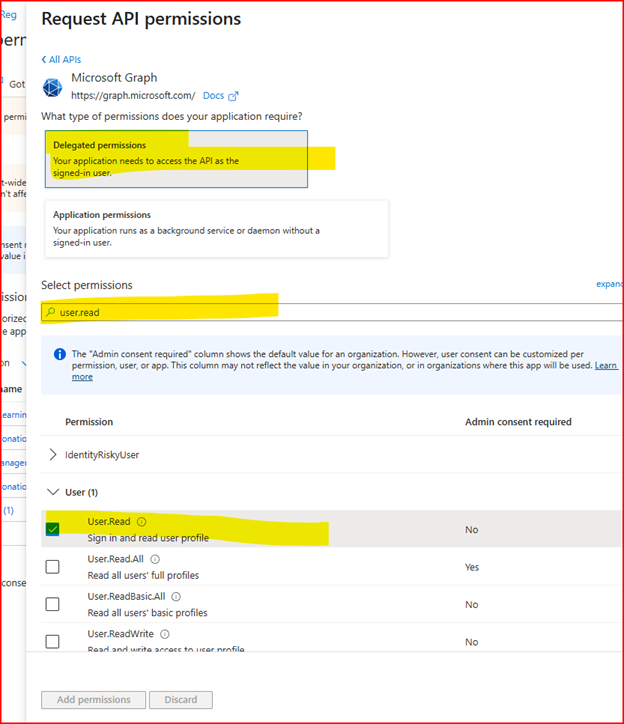 Reg
Request API permissions
perm
All APIs
Got
Microsoft Graph
https://graph.microsoft.com/ Docs
permi
What type of permissions does your application require?
Delegated permissions
Your application needs to access the API as the
signed-in user.
t-wide
n't affe
Application permissions
Your application runs as a background service or daemon without a
signed-in user.
nsent r
value i
Select permissions
expand
ission
user.read
orized
e app
The "Admin consent required" column shows the default value for an organization. However, user consent can be customized per
permission, user, or app. This column may not reflect the value in your organization, or in organizations where this app will be used. Learn
more
on
name
Permission
Admin consent required
earnin
onatio
IdentityRiskyUser
anager
onatio
User (1)
(1)
User.Read
Sign in and read user profile
No
User.Read.All
Read all users' full profiles
Yes
conse
User.ReadBasic.All
Read all users' basic profiles
No
User.ReadWrite
Read and write access to user profile
No
Add permissions
Discard